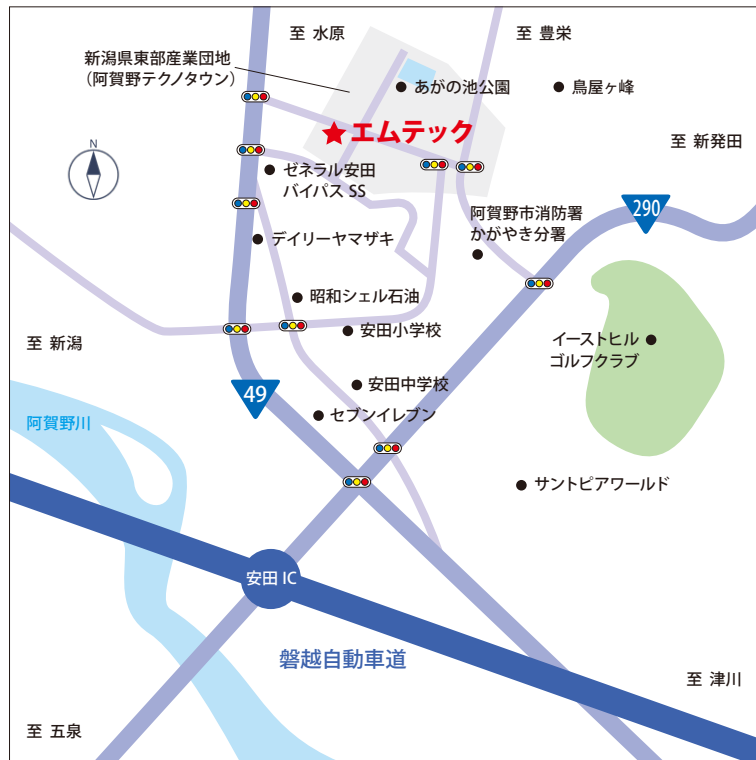 至 水原
至 豊栄
新潟県東部産業団地
（阿賀野テクノタウン）
あがの池公園
鳥屋ヶ峰
エムテック
至 新発田
N
ゼネラル安田
バイパス SS
阿賀野市消防署
かがやき分署
290
デイリーヤマザキ
昭和シェル石油
安田小学校
至 新潟
イーストヒル
ゴルフクラブ
安田中学校
49
阿賀野川
セブンイレブン
サントピアワールド
安田 IC
磐越自動車道
至 津川
至 五泉